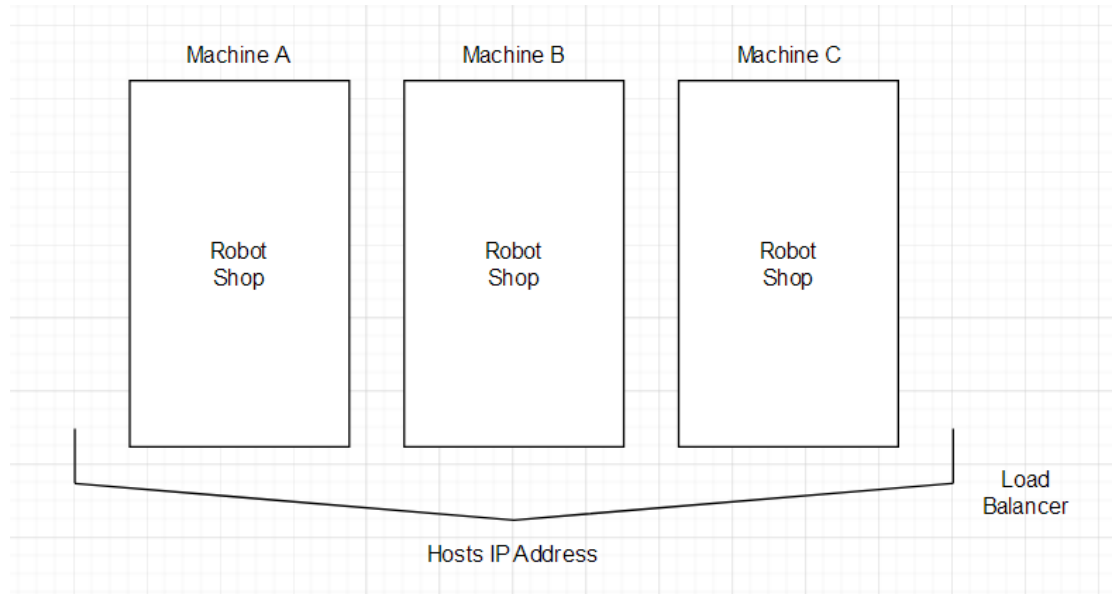 Machine A
Machine B
Machine C
Robot
Shop
Robot
Shop
Robot
Shop
Load
Balancer
Hosts IP Address